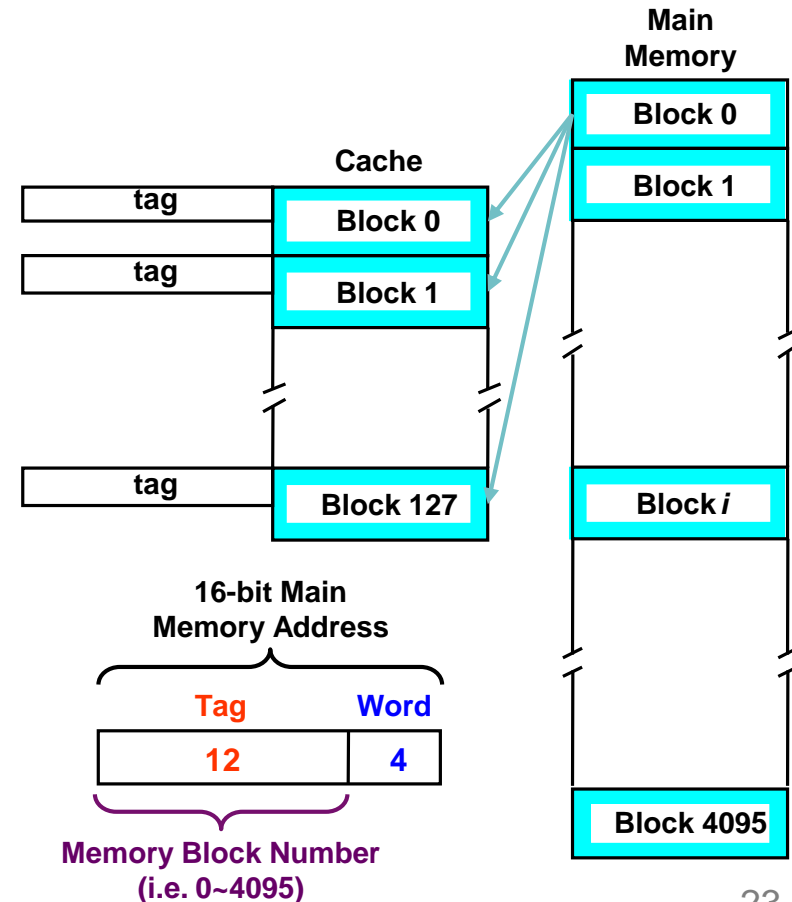 Main
Memory
Block 0
Block 1
Cache
tag
Block 0
tag
Block 1
tag
Block 127
Block i
16-bit Main
Memory Address
Tag Word
12 4
Memory Block Number
(i.e. 0~4095)
Block 4095
23